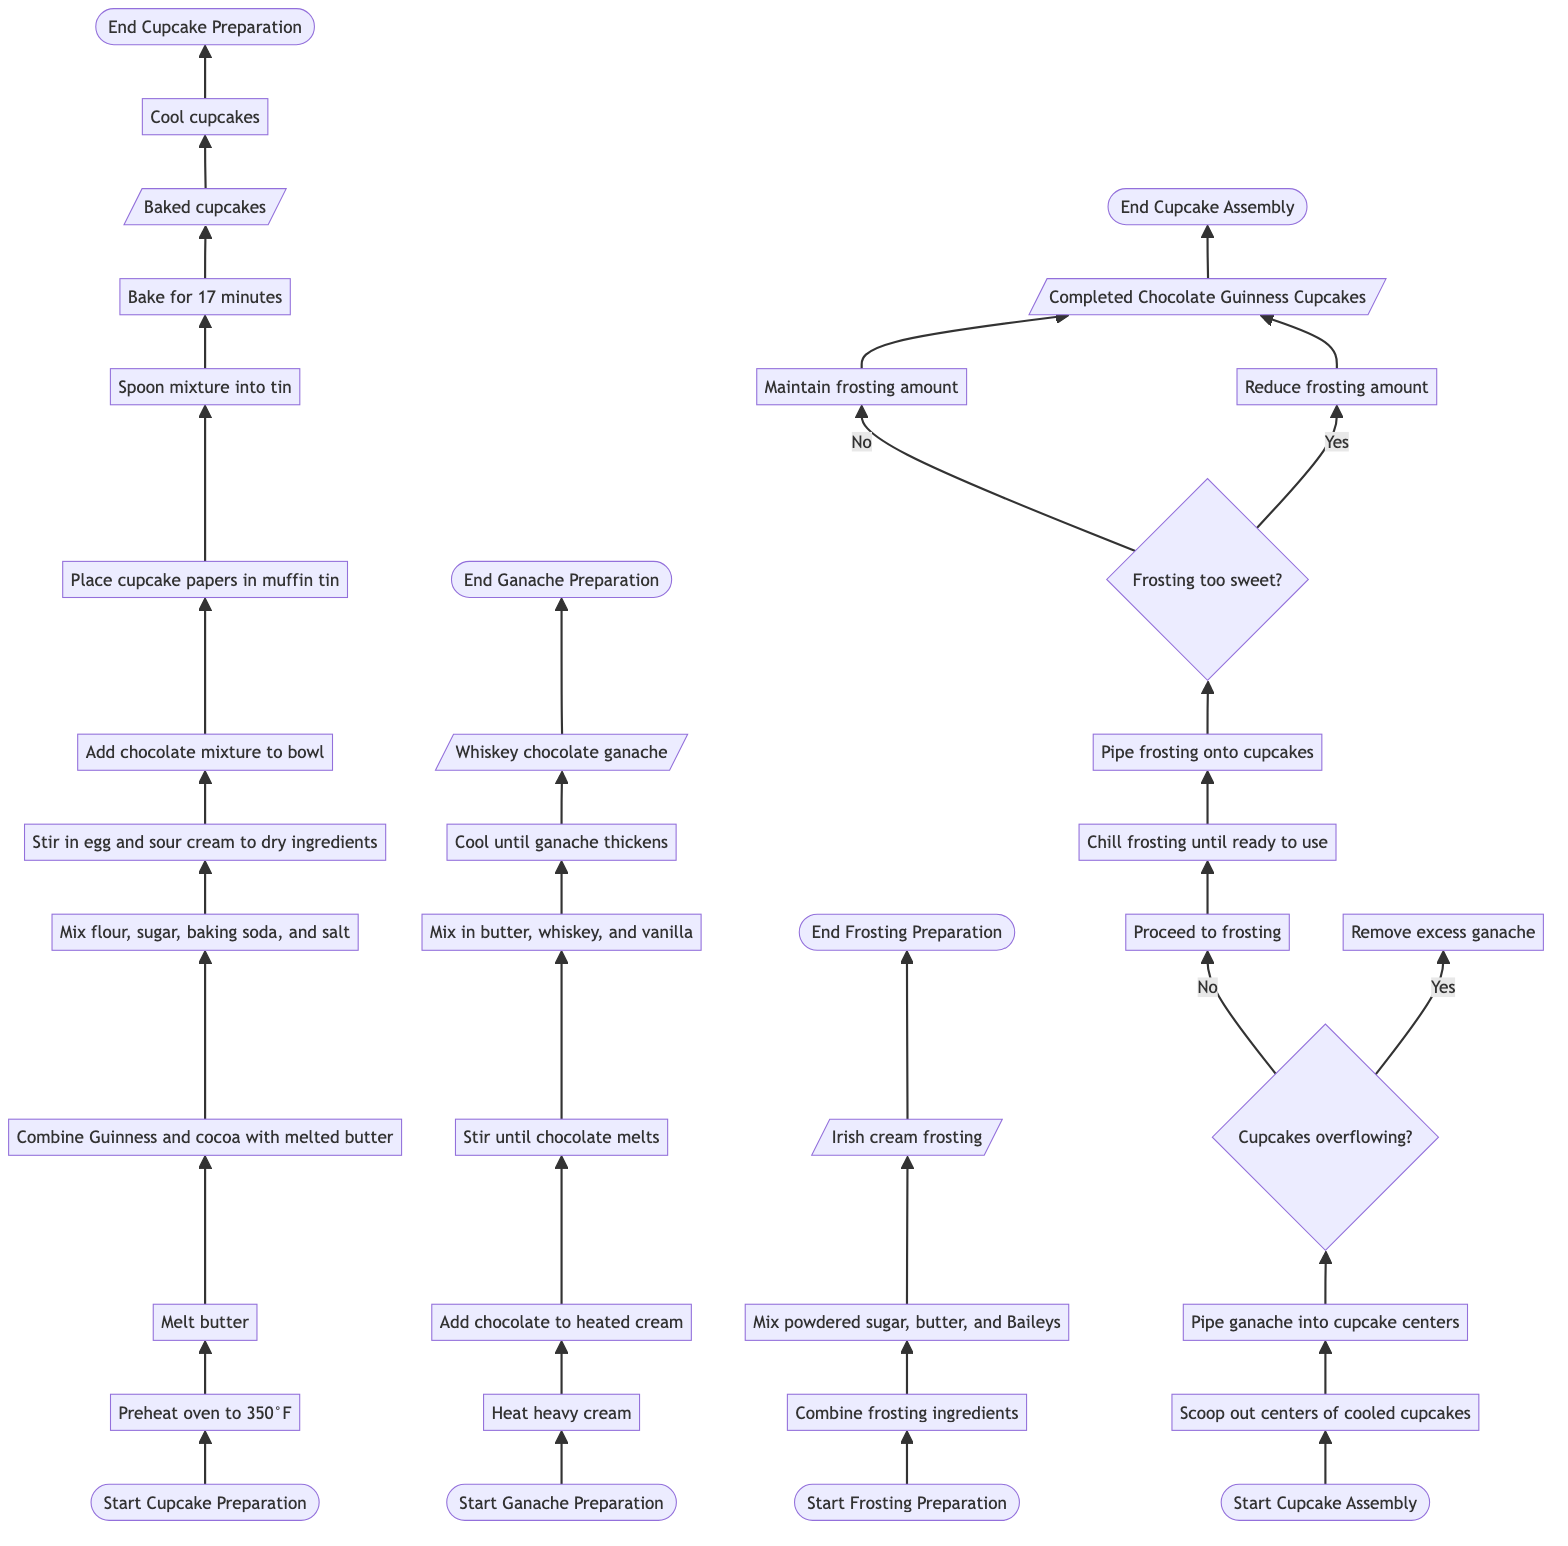 End Cupcake Preparation
Cool cupcakes
Baked cupcakes
Bake for 17 minutes
Spoon mixture into tin
Place cupcake papers in muffin tin
Add chocolate mixture to bowl
Stir in egg and sour cream to dry ingredients
Mix flour, sugar, baking soda, and salt
Combine Guinness and cocoa with melted butter
Melt butter
Preheat oven to 350°F
Start Cupcake Preparation
End Ganache Preparation
Whiskey chocolate ganache
Cool until ganache thickens
Mix in butter, whiskey, and vanilla
Stir until chocolate melts
Add chocolate to heated cream
Heat heavy cream
Start Ganache Preparation
End Frosting Preparation
Irish cream frosting
Mix powdered sugar, butter, and Baileys
Combine frosting ingredients
Start Frosting Preparation
End Cupcake Assembly
Completed Chocolate Guinness Cupcakes
Maintain frosting amount
Reduce frosting amount
No
Yes
Frosting too sweet?
Pipe frosting onto cupcakes
Chill frosting until ready to use
Proceed to frosting
Remove excess ganache
No
Yes
Cupcakes overflowing?
Pipe ganache into cupcake centers
Scoop out centers of cooled cupcakes
Start Cupcake Assembly